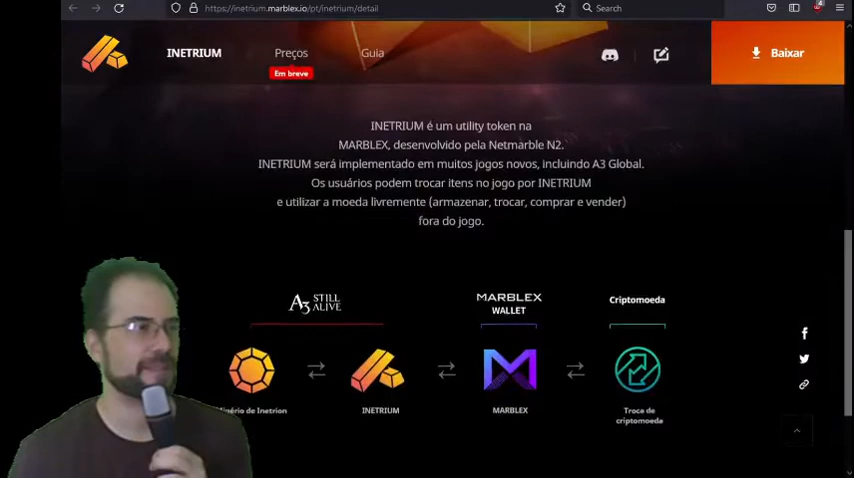 https://inetrium.marblex.io/pt/inetrium/detail
Search
4
INETRIUM
Preços
Guia
Baixar
Em breve
INETRIUM é um utility token na
MARBLEX, desenvolvido pela Netmarble N2.
INETRIUM será implementado em muitos jogos novos, incluindo A3 Global.
Os usuários podem trocar itens no jogo por INETRIUM
e utilizar a moeda livremente (armazenar, trocar, comprar e vender)
fora do jogo.
A3 STILL ALIVE
MARBLEX
WALLET
Criptomoeda
de Inetrion
INETRIUM
MARBLEX
Troca de
criptomoeda